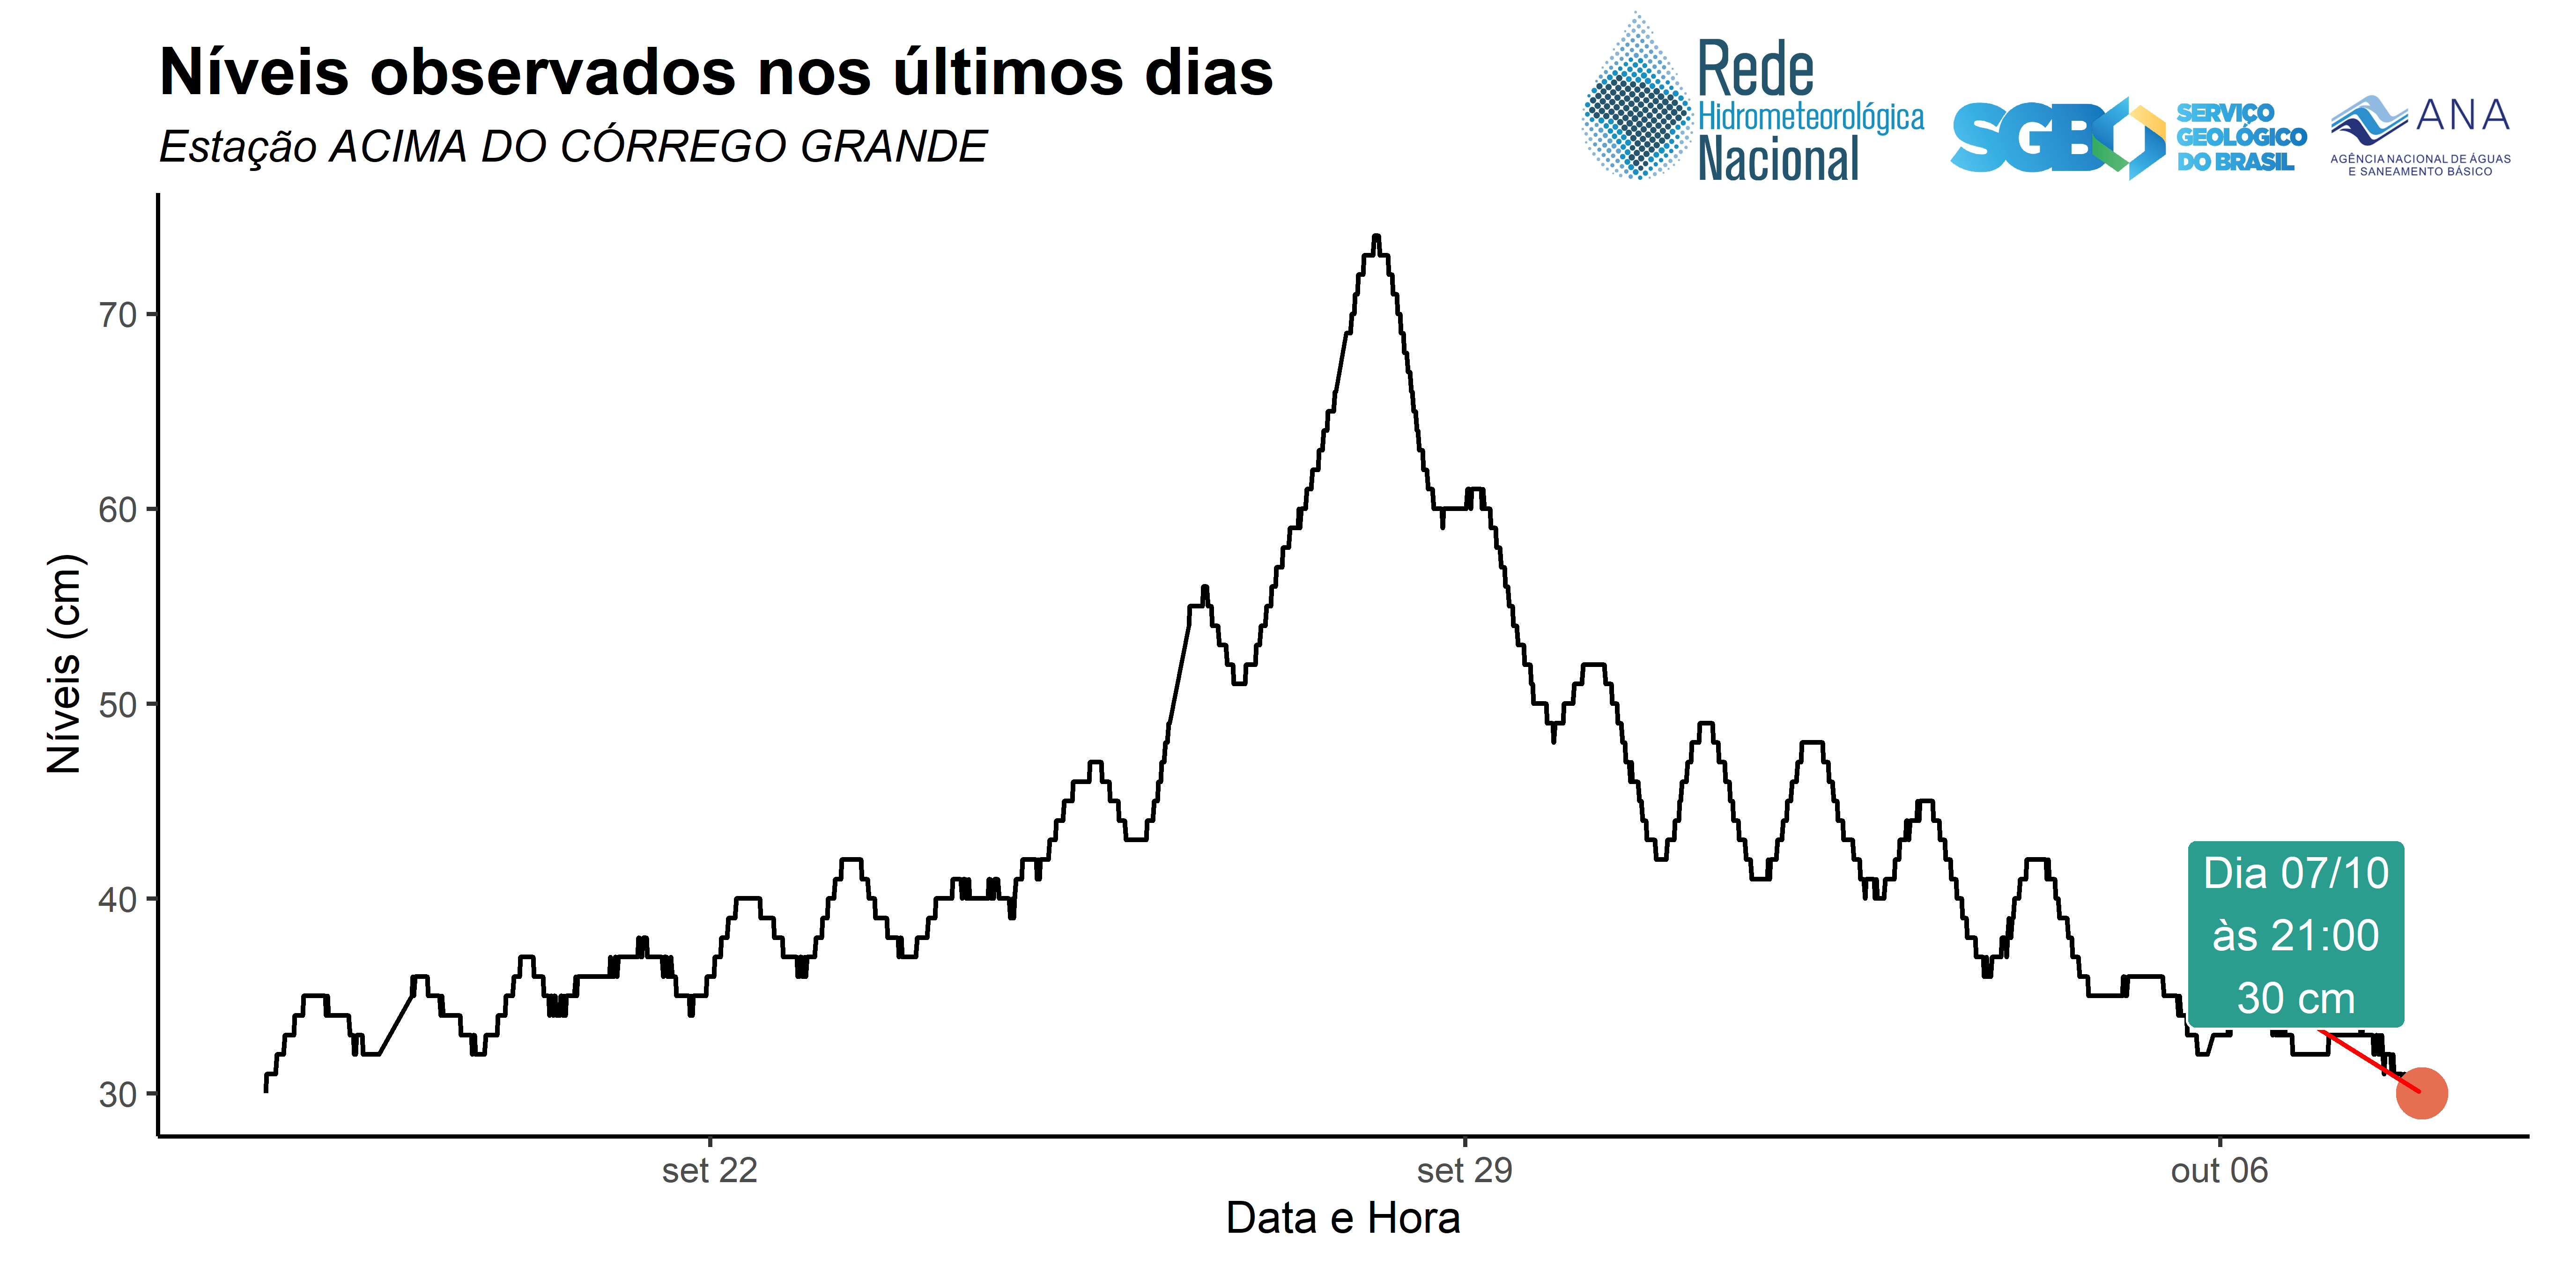 Níveis observados nos últimos dias
Estação ACIMA DO CÓRREGO GRANDE
Rede
Hidrometeorológica
Nacional
SGB
SERVIÇO
GEOLÓGICO
DO BRASIL
ANA
AGÊNCIA NACIONAL DE ÁGUAS
E SANEAMENTO BÁSICO
Níveis (cm)
70
60
50
40
30
Dia 07/10
às 21:00
30 cm
set 22
set 29
out 06
Data e Hora